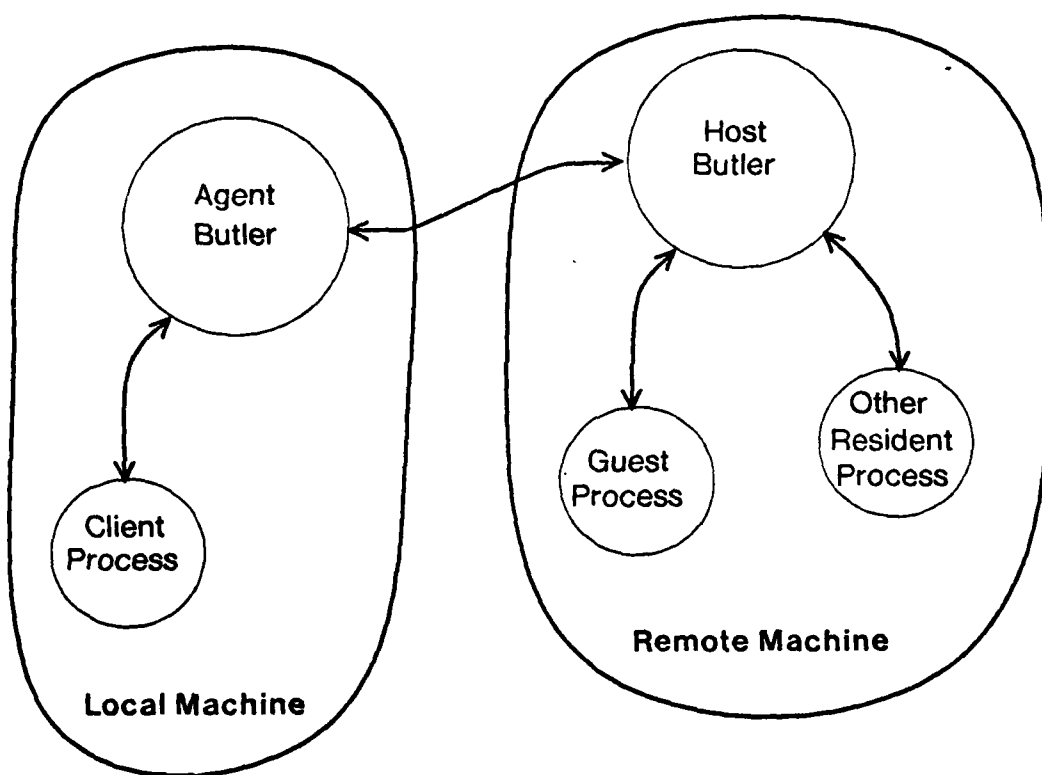 Agent
Butler
Client
Process
Local Machine
Host
Butler
Guest
Process
Other
Resident
Process
Remote Machine